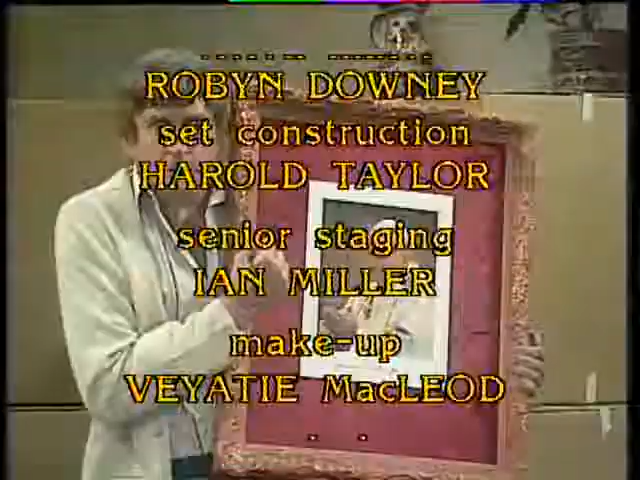 ROBYN DOWNEY
set construction
HAROLD TAYLOR
senior staging
IAN MILLER
make-up
VEYATIE MacLEOD